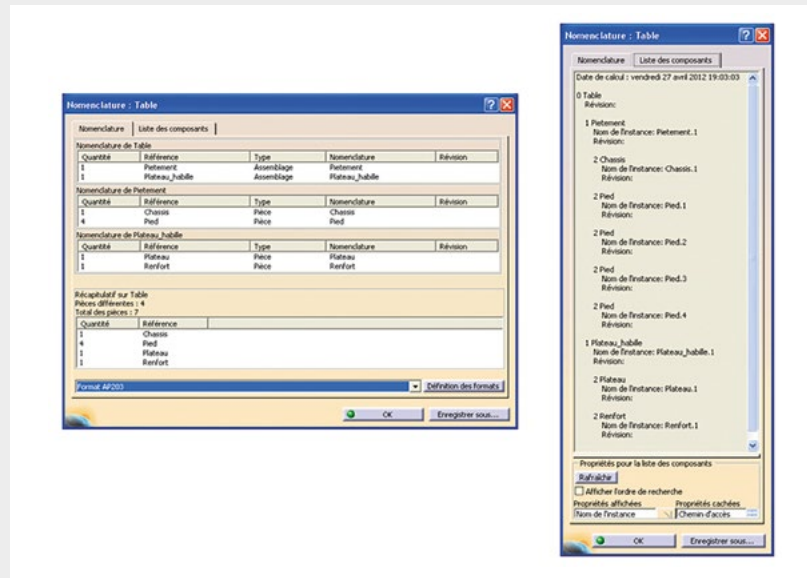 Nomenclature : Table
Nomenclature Liste des composants
Nomenclature de Table
Quantité Référence Type Nomenclature Révision
1 Pietement Assemblage Pietement
1 Plateau_habille Assemblage Plateau_habille
Nomenclature de Pietement
Quantité Référence Type Nomenclature Révision
1 Chassis Pièce Chassis
4 Pied Pièce Pied
Nomenclature de Plateau_habille
Quantité Référence Type Nomenclature Révision
1 Plateau Pièce Plateau
1 Renfort Pièce Renfort
Récapitulatif sur Table
Pièces différentes : 4
Total des pièces : 7
Quantité Référence
1 Chassis
4 Pied
1 Plateau
1 Renfort
Format AP203 Définition des formats
OK Enregistrer sous...
Nomenclature : Table
Nomenclature Liste des composants
Date de calcul : vendredi 27 avril 2012 19:03:03
0 Table
Révision:
1 Pietement
Nom de l'instance: Pietement.1
Révision:
2 Chassis
Nom de l'instance: Chassis.1
Révision:
2 Pied
Nom de l'instance: Pied.1
Révision:
2 Pied
Nom de l'instance: Pied.2
Révision:
2 Pied
Nom de l'instance: Pied.3
Révision:
2 Pied
Nom de l'instance: Pied.4
Révision:
1 Plateau_habille
Nom de l'instance: Plateau_habille.1
Révision:
2 Plateau
Nom de l'instance: Plateau.1
Révision:
2 Renfort
Nom de l'instance: Renfort.1
Révision:
Propriétés pour la liste des composants
Rafraîchir
Afficher l'ordre de recherche
Propriétés affichées Propriétés cachées
Nom de l'instance Chemin d'accès
OK Enregistrer sous...